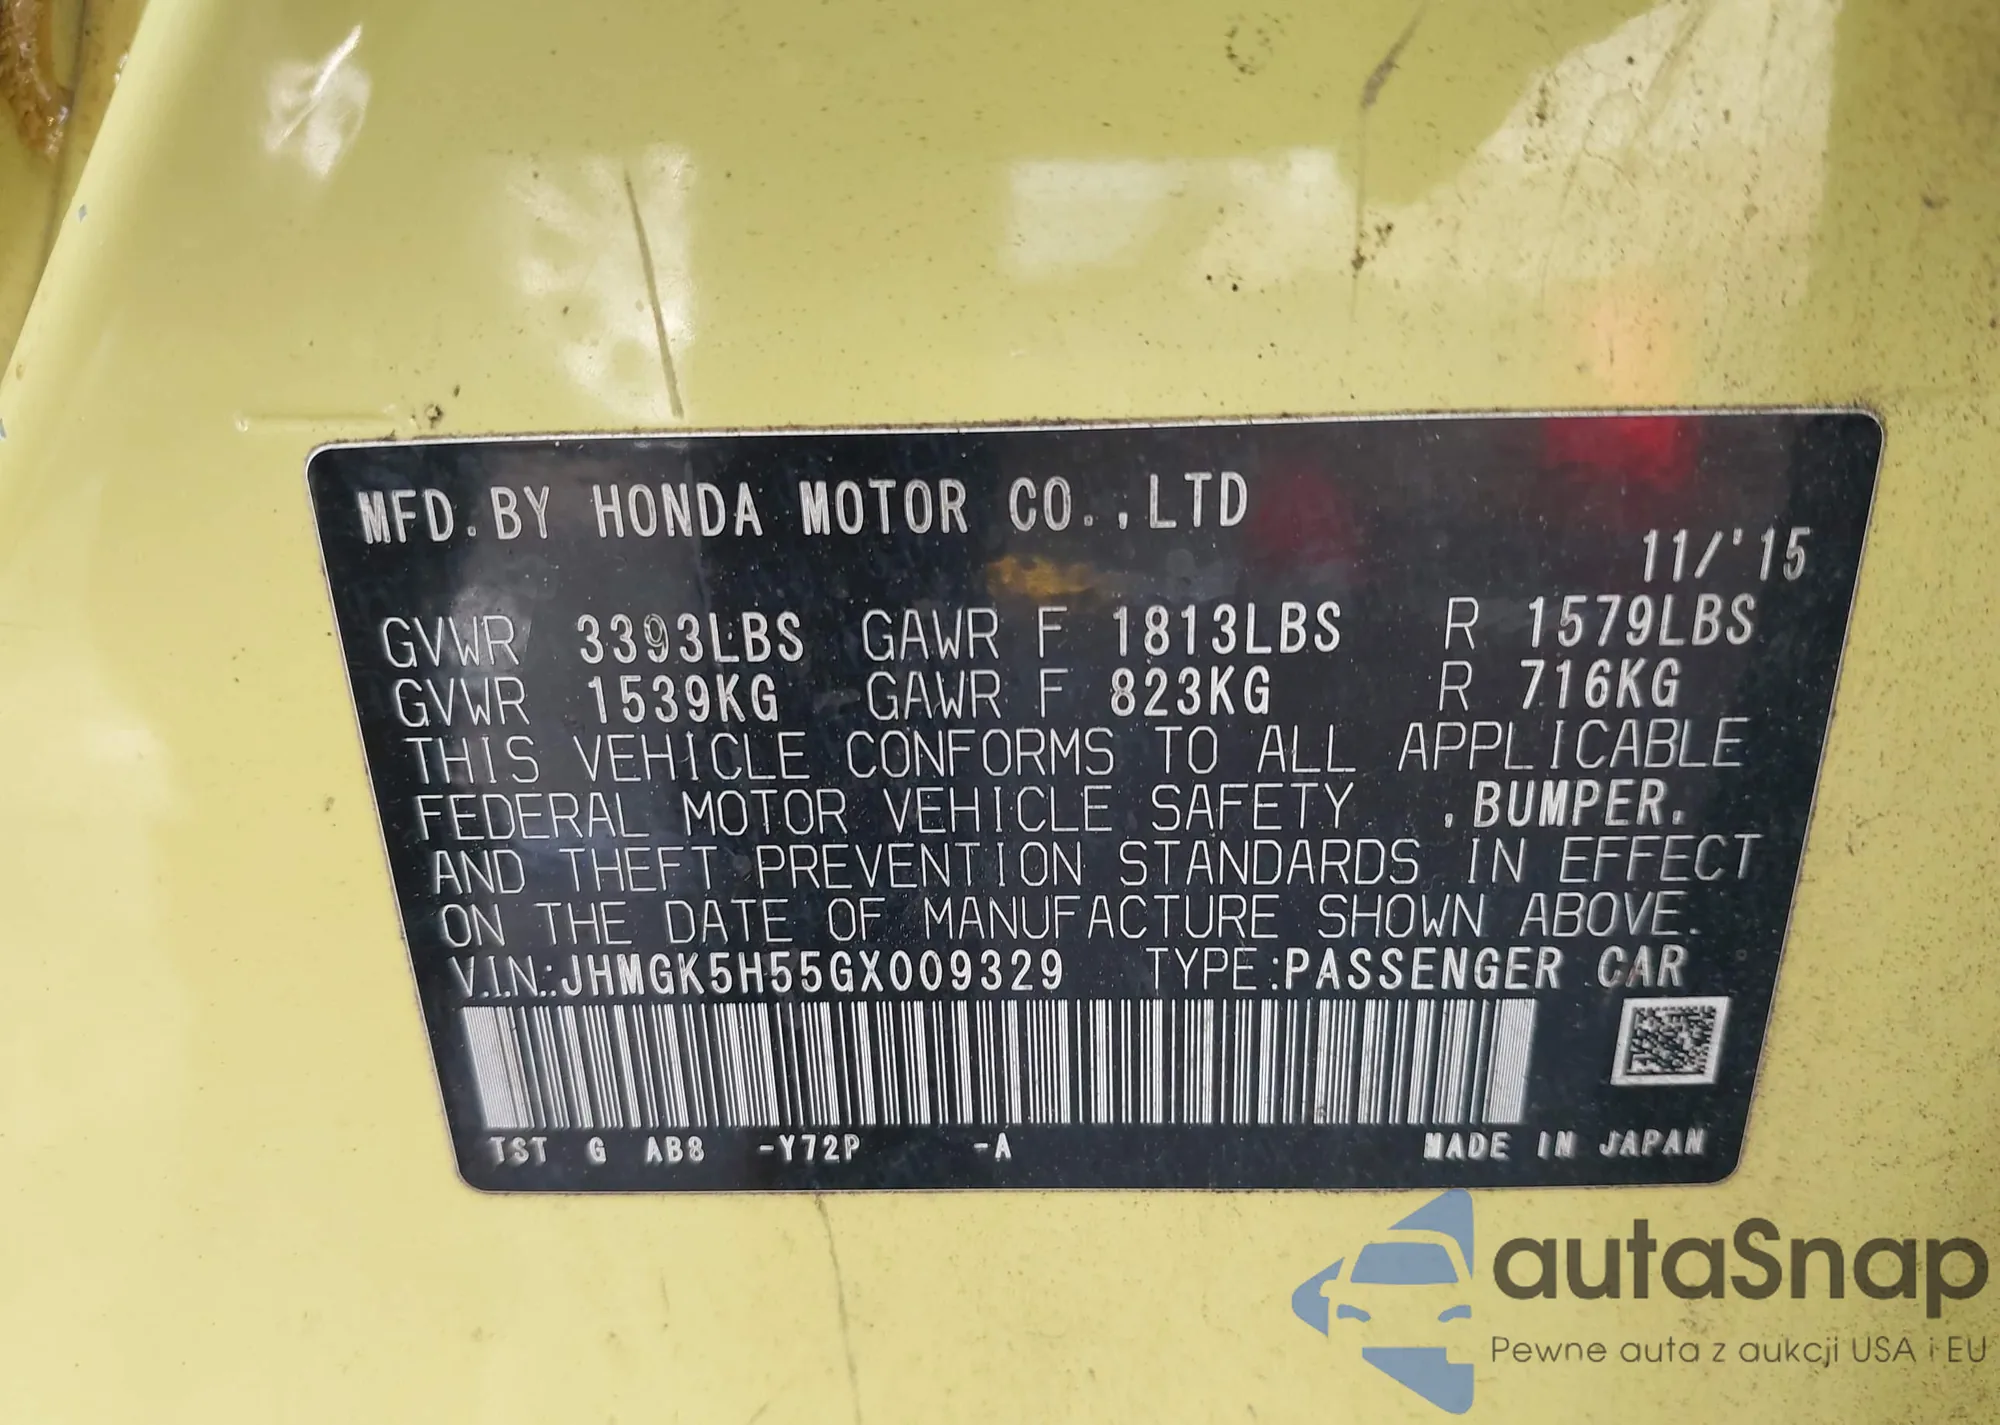 MFD.BY HONDA MOTOR CO.,LTD
11/'15
GVWR 3393LBS GAWR F 1813LBS R 1579LBS
GVWR 1539KG GAWR F 823KG R 716KG
THIS VEHICLE CONFORMS TO ALL APPLICABLE
FEDERAL MOTOR VEHICLE SAFETY ,BUMPER,
AND THEFT PREVENTION STANDARDS IN EFFECT
ON THE DATE OF MANUFACTURE SHOWN ABOVE.
V.I.N.:JHMGK5H55GX009329 TYPE:PASSENGER CAR
TST G AB8 -Y72P -A MADE IN JAPAN
autaSnap
Pewne auta z aukcji USA i EU